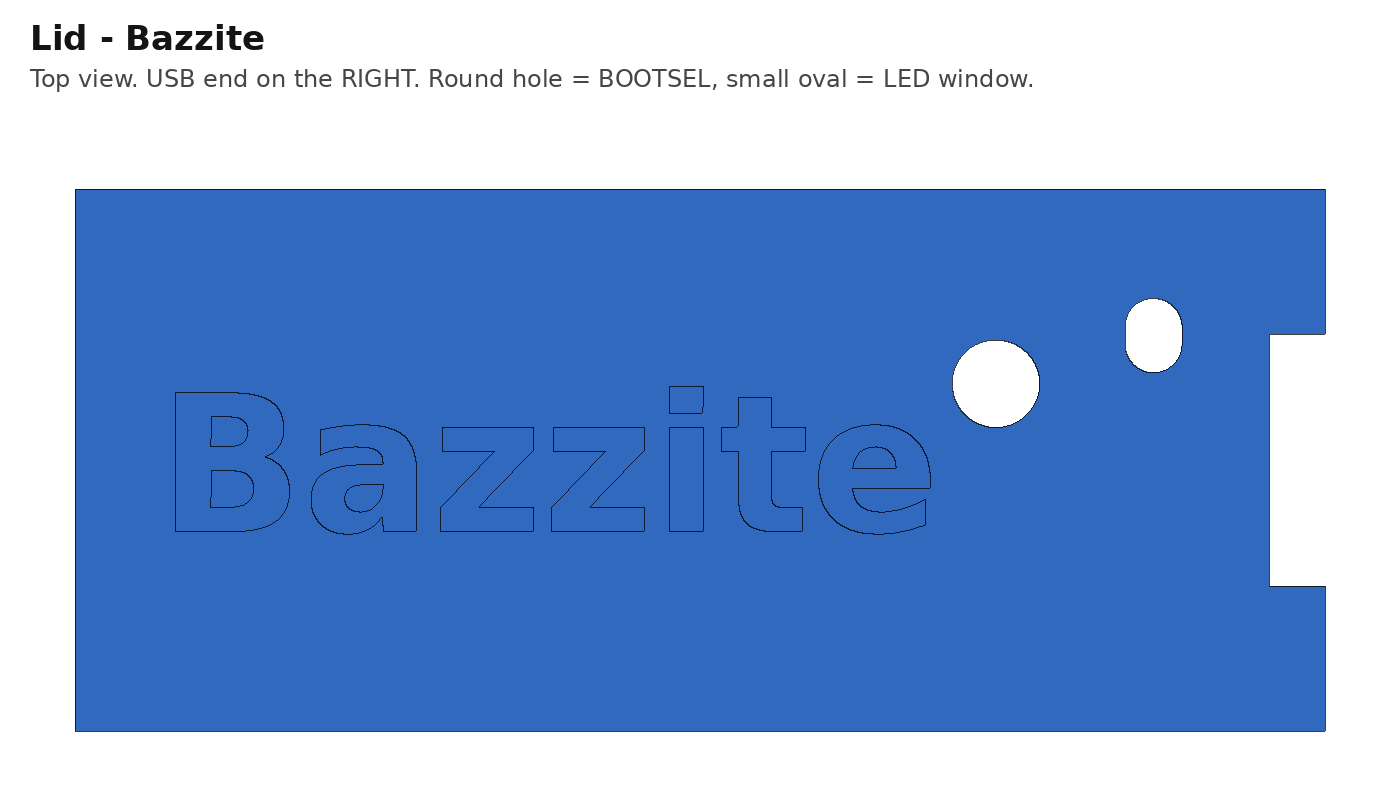 Lid - Bazzite
Top view. USB end on the RIGHT. Round hole = BOOTSEL, small oval = LED window.
Bazzite